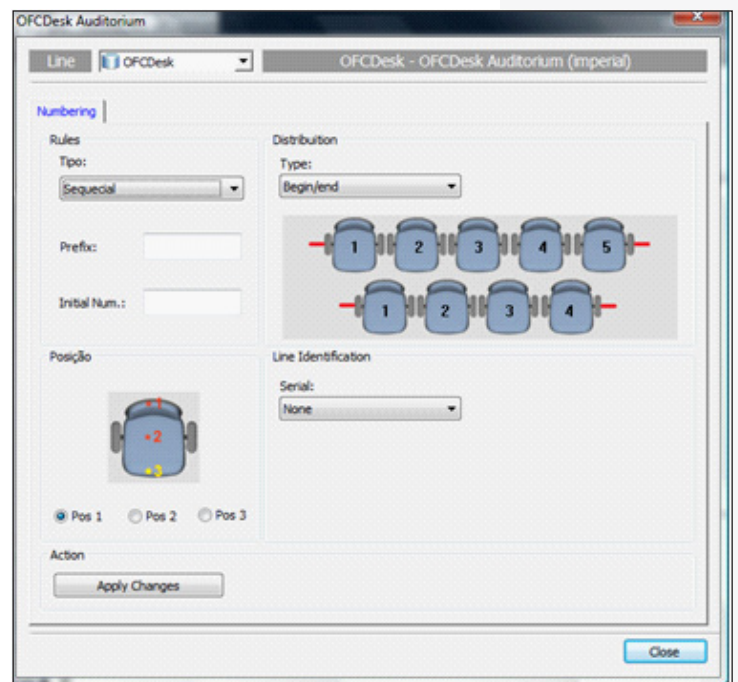 OFCDesk Auditorium
Line OFCDesk OFCDesk - OFCDesk Auditorium (imperial)
Numbering
Rules
Tipo:
Sequecial
Prefix:
Initial Num.:
Distribuition
Type:
Begin/end
1 2 3 4 5
1 2 3 4
Posição
1
2
3
Pos 1 Pos 2 Pos 3
Line Identification
Serial:
None
Action
Apply Changes
Close